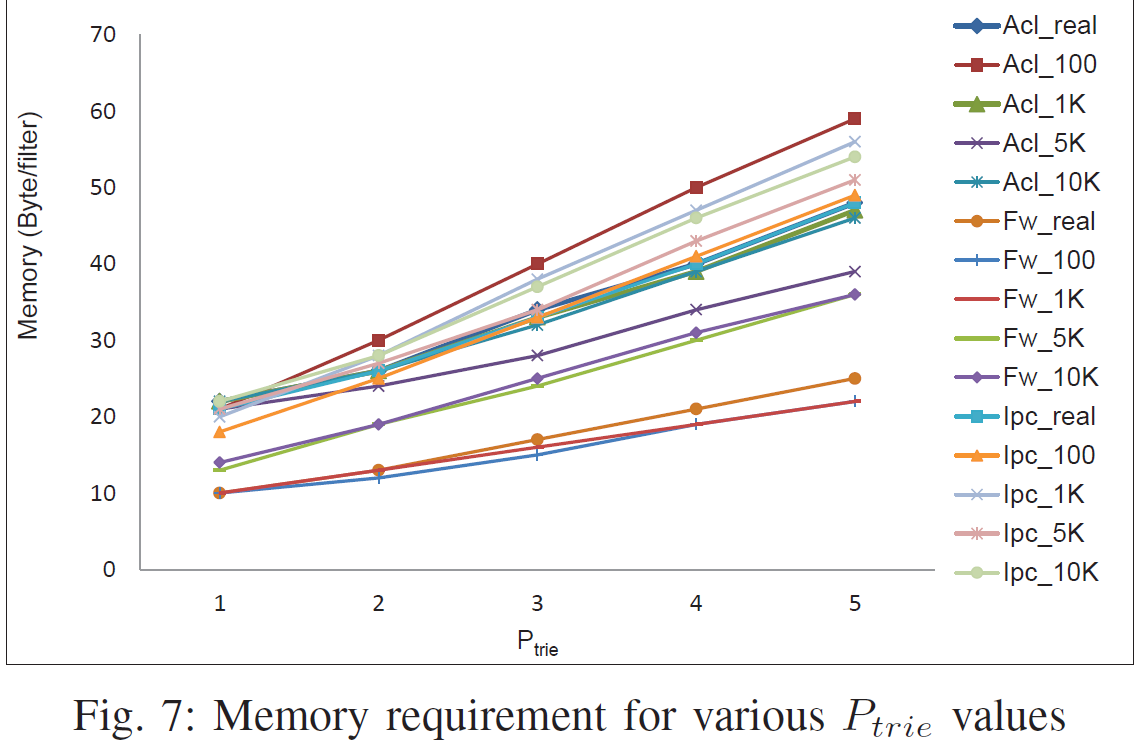 70
60
50
40
30
20
10
0
Memory (Byte/filter)
1 2 3 4 5
P_trie
Acl_real
Acl_100
Acl_1K
Acl_5K
Acl_10K
Fw_real
Fw_100
Fw_1K
Fw_5K
Fw_10K
Ipc_real
Ipc_100
Ipc_1K
Ipc_5K
Ipc_10K
Fig. 7: Memory requirement for various P_trie values